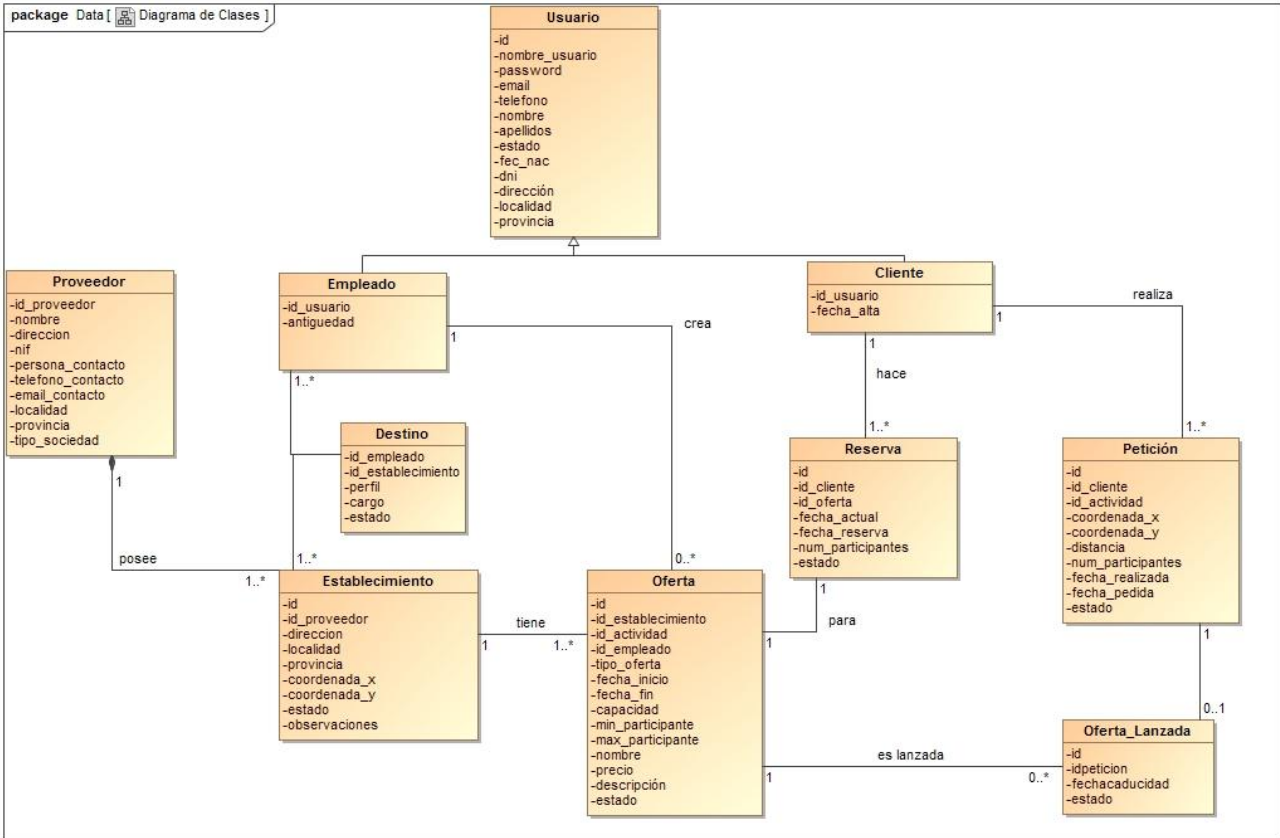 package Data [ Diagrama de Clases ]
Usuario
-id
-nombre_usuario
-password
-email
-telefono
-nombre
-apellidos
-estado
-fec_nac
-dni
-dirección
-localidad
-provincia
Proveedor
-id_proveedor
-nombre
-direccion
-nif
-persona_contacto
-telefono_contacto
-email_contacto
-localidad
-provincia
-tipo_sociedad
1
posee
1..*
Empleado
-id_usuario
-antiguedad
1
crea
1..*
Cliente
-id_usuario
-fecha_alta
1
realiza
1
hace
1..*
1..*
Destino
-id_empleado
-id_establecimiento
-perfil
-cargo
-estado
1..*
0..*
Reserva
-id
-id_cliente
-id_oferta
-fecha_actual
-fecha_reserva
-num_participantes
-estado
1
para
1
Petición
-id
-id_cliente
-id_actividad
-coordenada_x
-coordenada_y
-distancia
-num_participantes
-fecha_realizada
-fecha_pedida
-estado
1
0..1
Establecimiento
-id
-id_proveedor
-direccion
-localidad
-provincia
-coordenada_x
-coordenada_y
-estado
-observaciones
tiene
1
1..*
Oferta
-id
-id_establecimiento
-id_actividad
-id_empleado
-tipo_oferta
-fecha_inicio
-fecha_fin
-capacidad
-min_participante
-max_participante
-nombre
-precio
-descripción
-estado
es lanzada
1
0..*
Oferta_Lanzada
-id
-idpeticion
-fechacaducidad
-estado